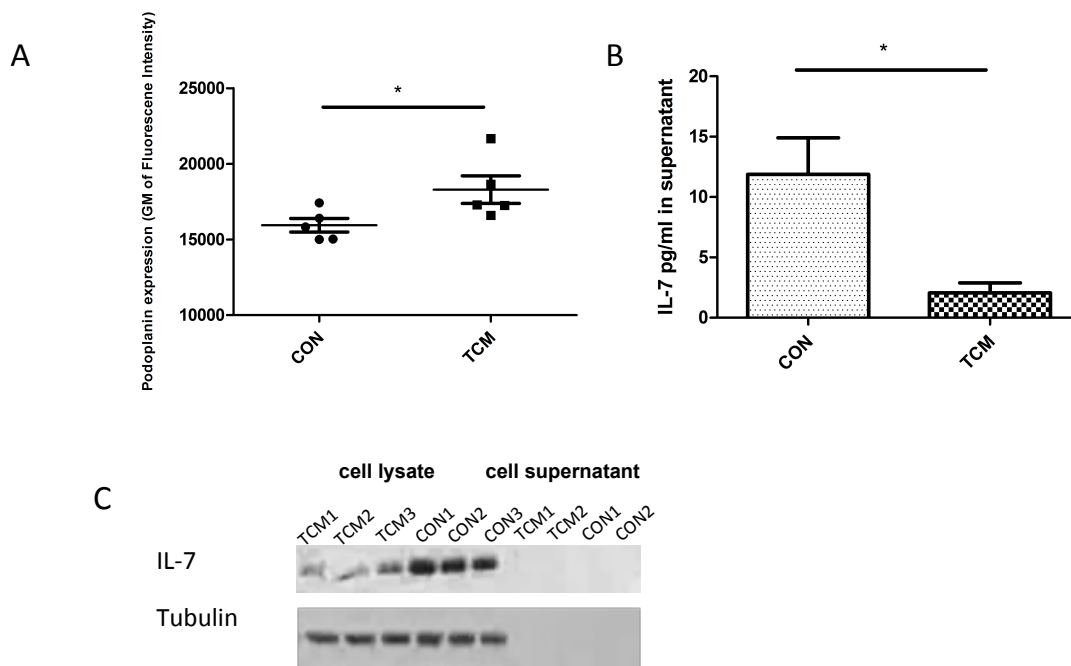 A
Podoplanin expression (GM of Fluorescene Intensity)
25000
20000
15000
10000
*
CON
TCM
B
IL-7 pg/ml in supernatant
20
15
10
5
0
*
CON
TCM
C
cell lysate cell supernatant
TCM1 TCM2 TCM3 CON1 CON2 CON3 TCM1 TCM2 CON1 CON2
IL-7
Tubulin